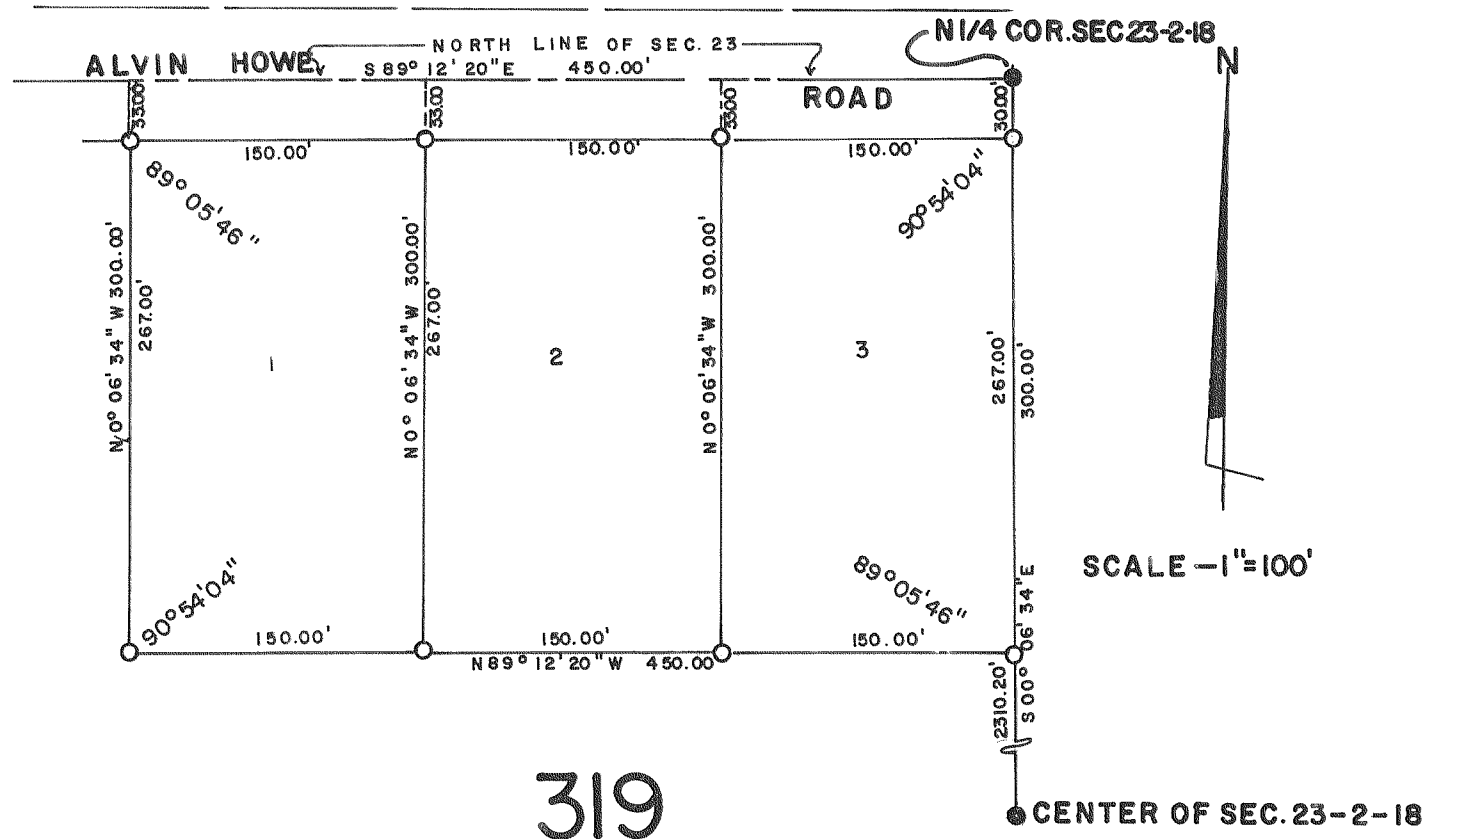 N1/4 COR.SEC 23-2-18
NORTH LINE OF SEC. 23
ALVIN HOWE
S 89° 12' 20"E 450.00'
N
ROAD
33.00'
33.00
33.00
30.00'
150.00'
150.00'
150.00'
89°05'46"
90°54'04"
N 0° 06' 34" W 300.00'
267.00'
N 0° 06' 34" W 300.00'
267.00'
N 0° 06' 34" W 300.00'
267.00'
300.00'
1
2
3
SCALE —1"=100'
90°54'04"
89°05'46"
150.00'
150.00'
150.00'
N 89° 12' 20" W 450.00'
S 00° 06' 34" E
2310.20'
319
CENTER OF SEC. 23-2-18